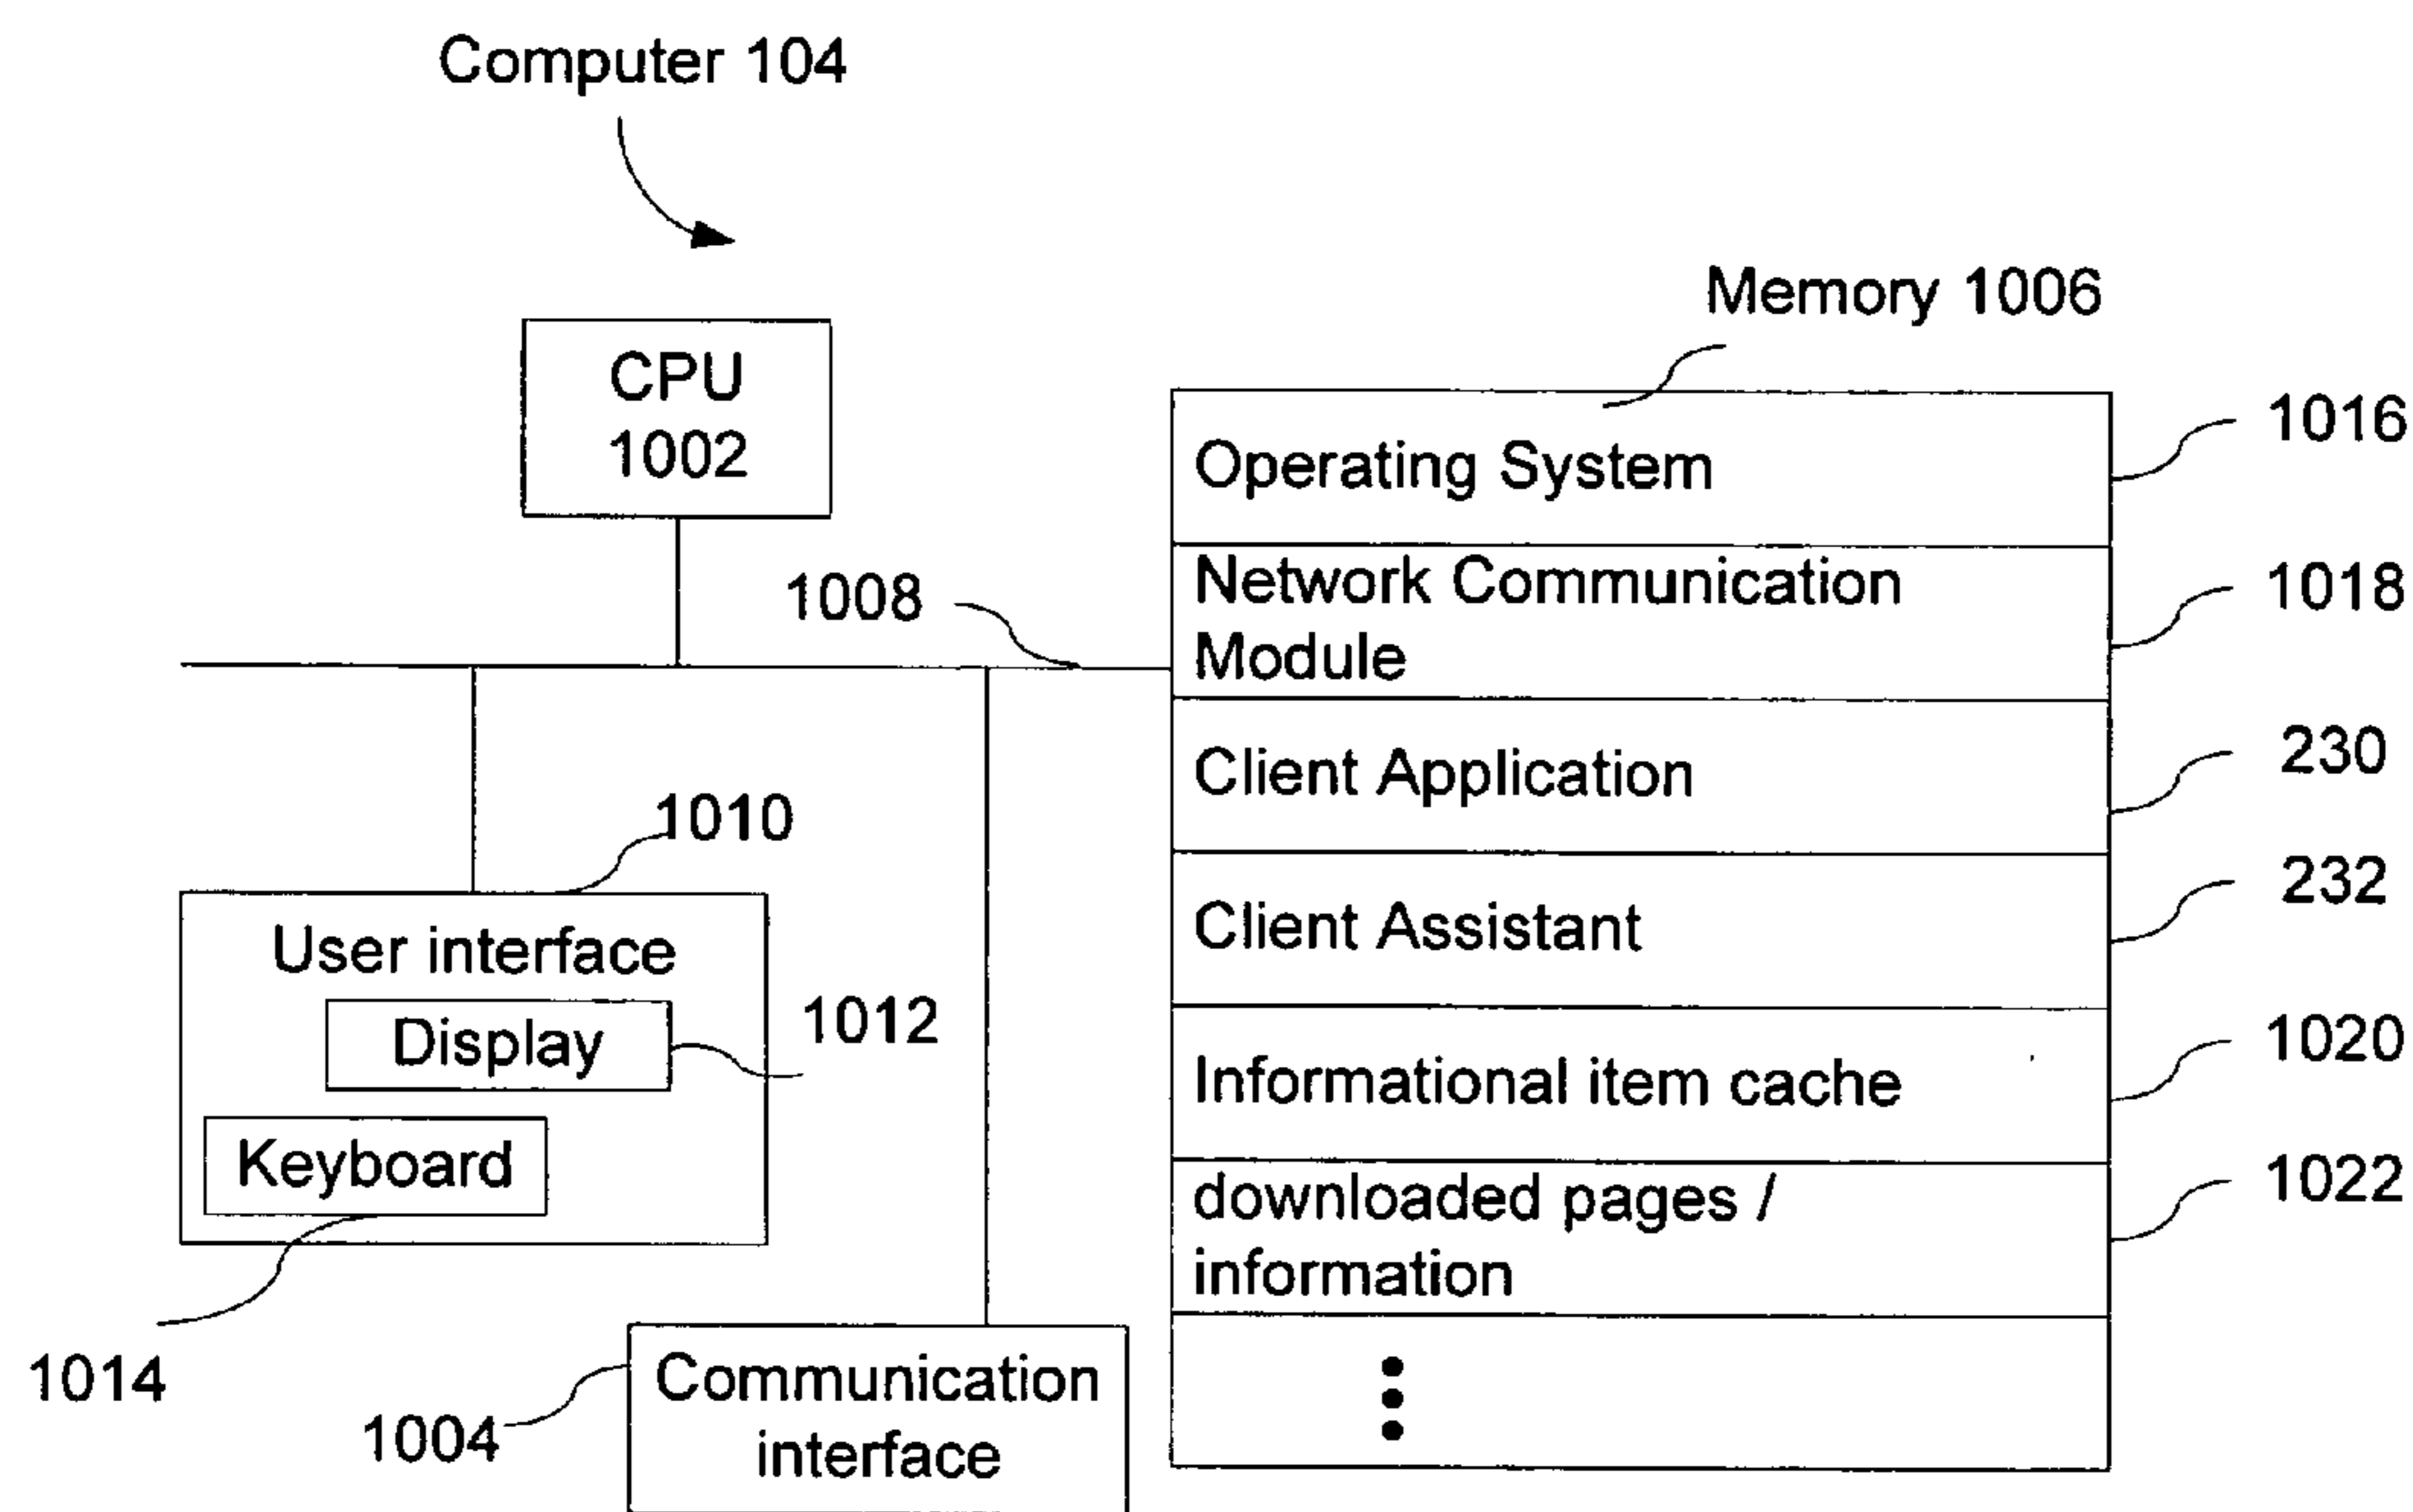 Computer 104
CPU
1002
1008
1010
User interface
Display
1012
Keyboard
1014
1004
Communication
interface
Memory 1006
Operating System
1016
Network Communication
Module
1018
Client Application
230
Client Assistant
232
Informational item cache
1020
downloaded pages /
information
1022